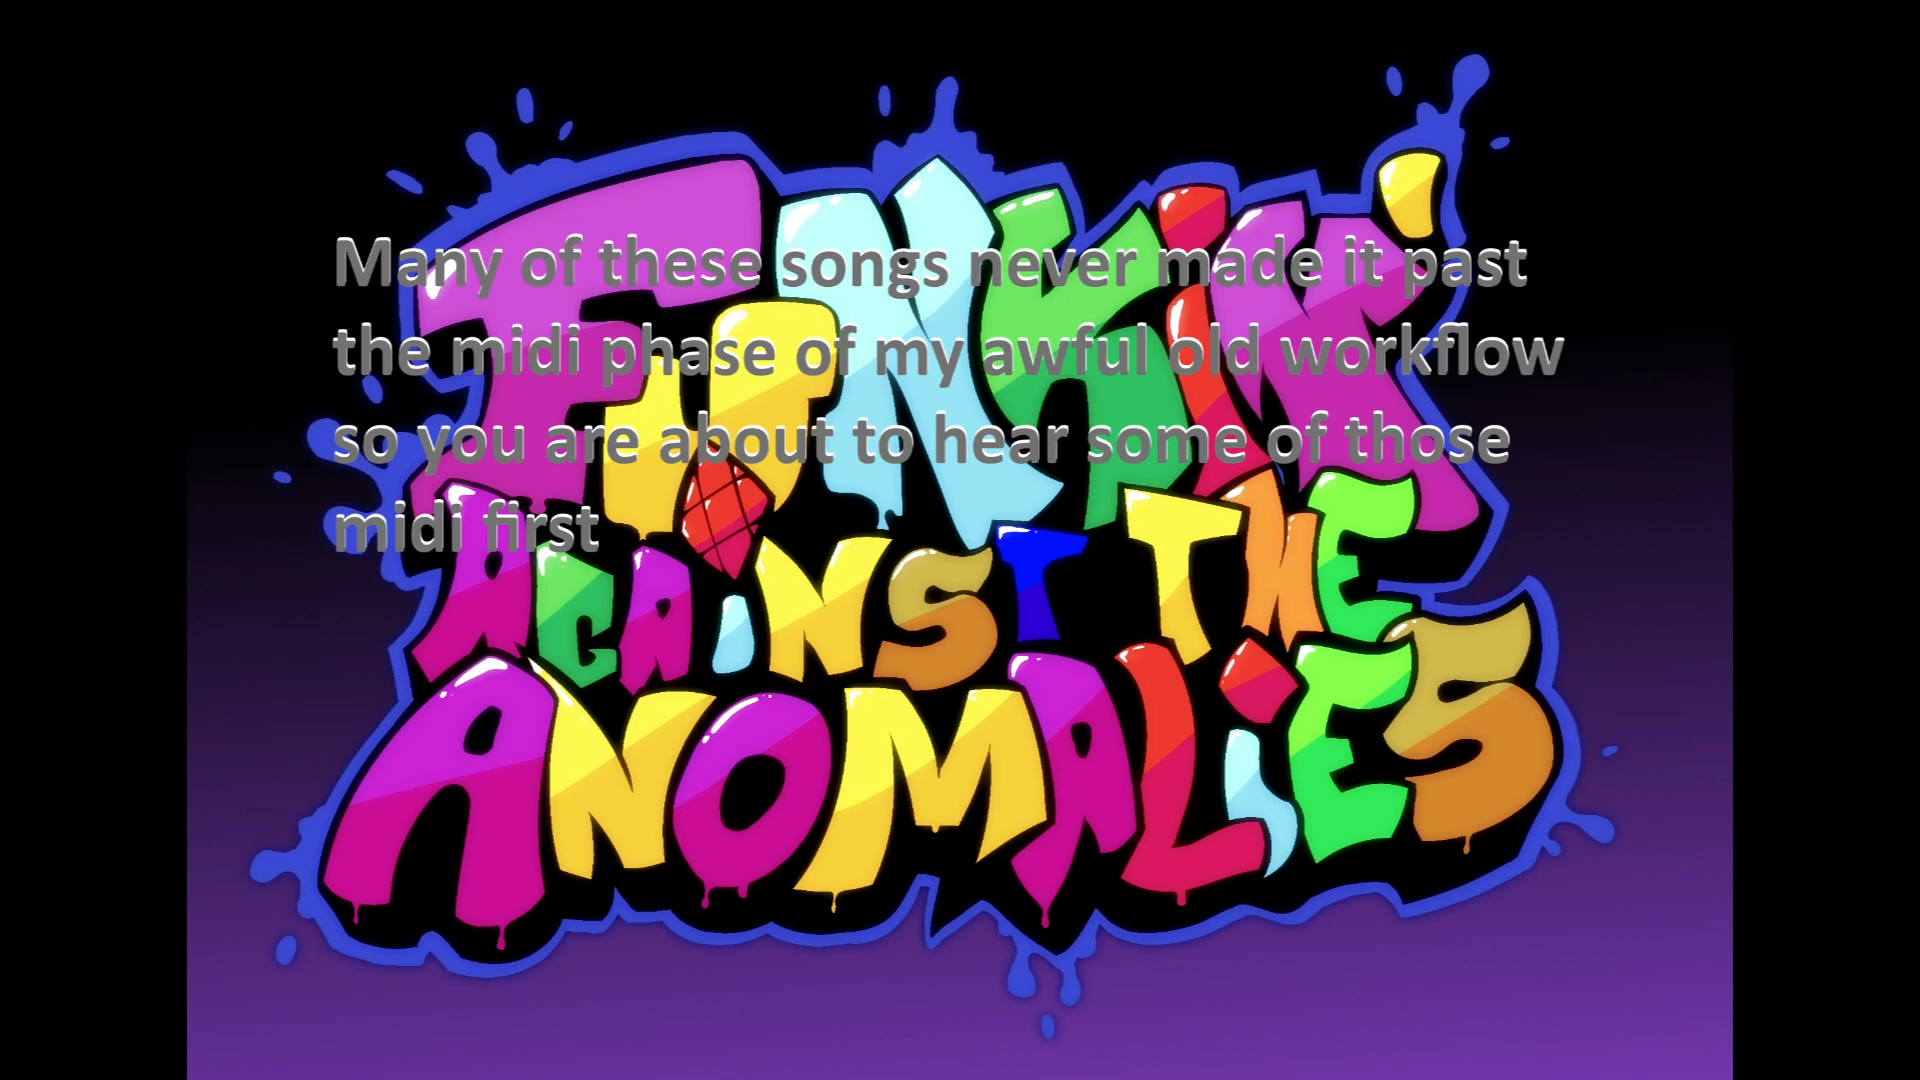 Many of these songs never made it past
the midi phase of my awful old workflow
so you are about to hear some of those
midi first
FUNKIN'
AGAINST THE
ANOMALIES